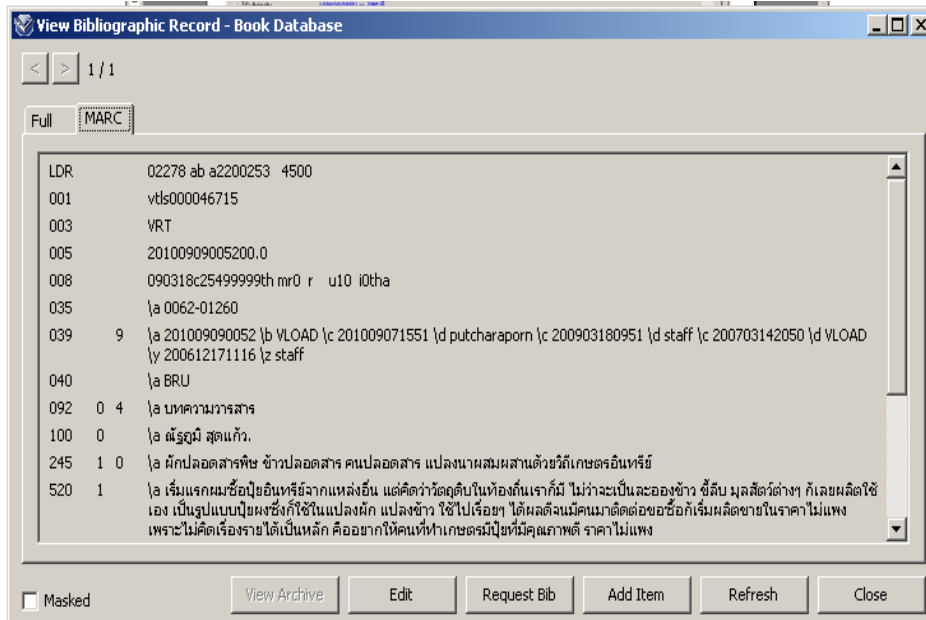 View Bibliographic Record - Book Database
< > 1 / 1
Full MARC
LDR 02278 ab a2200253 4500
001 vtls000046715
003 VRT
005 20100909005200.0
008 090318c25499999th mr0 r u10 i0tha
035 \a 0062-01260
039 9 \a 201009090052 \b VLOAD \c 201009071551 \d putcharaporn \c 200903180951 \d staff \c 200703142050 \d VLOAD
\y 200612171116 \z staff
040 \a BRU
092 0 4 \a บทความวารสาร
100 0 \a ณัฐภูมิ สุดแก้ว.
245 1 0 \a ผักปลอดสารพิษ ข้าวปลอดสาร คนปลอดสาร แปลงนาผสมผสานด้วยวิถีเกษตรอินทรีย์
520 1 \a เริ่มแรกผมซื้อปุ๋ยอินทรีย์จากแหล่งอื่น แต่คิดว่าวัตถุดิบในท้องถิ่นเราก็มี ไม่ว่าจะเป็นละอองข้าว ขี้ลีบ มูลสัตว์ต่างๆ ก็เลยผลิตใช้
เอง เป็นรูปแบบปุ๋ยผงซึ่งก็ใช้ในแปลงผัก แปลงข้าว ใช้ไปเรื่อยๆ ได้ผลดีจนมีคนมาติดต่อขอซื้อก็เริ่มผลิตขายในราคาไม่แพง
เพราะไม่คิดเรื่องรายได้เป็นหลัก คืออยากให้คนที่ทำเกษตรมีปุ๋ยที่มีคุณภาพดี ราคาไม่แพง
Masked View Archive Edit Request Bib Add Item Refresh Close